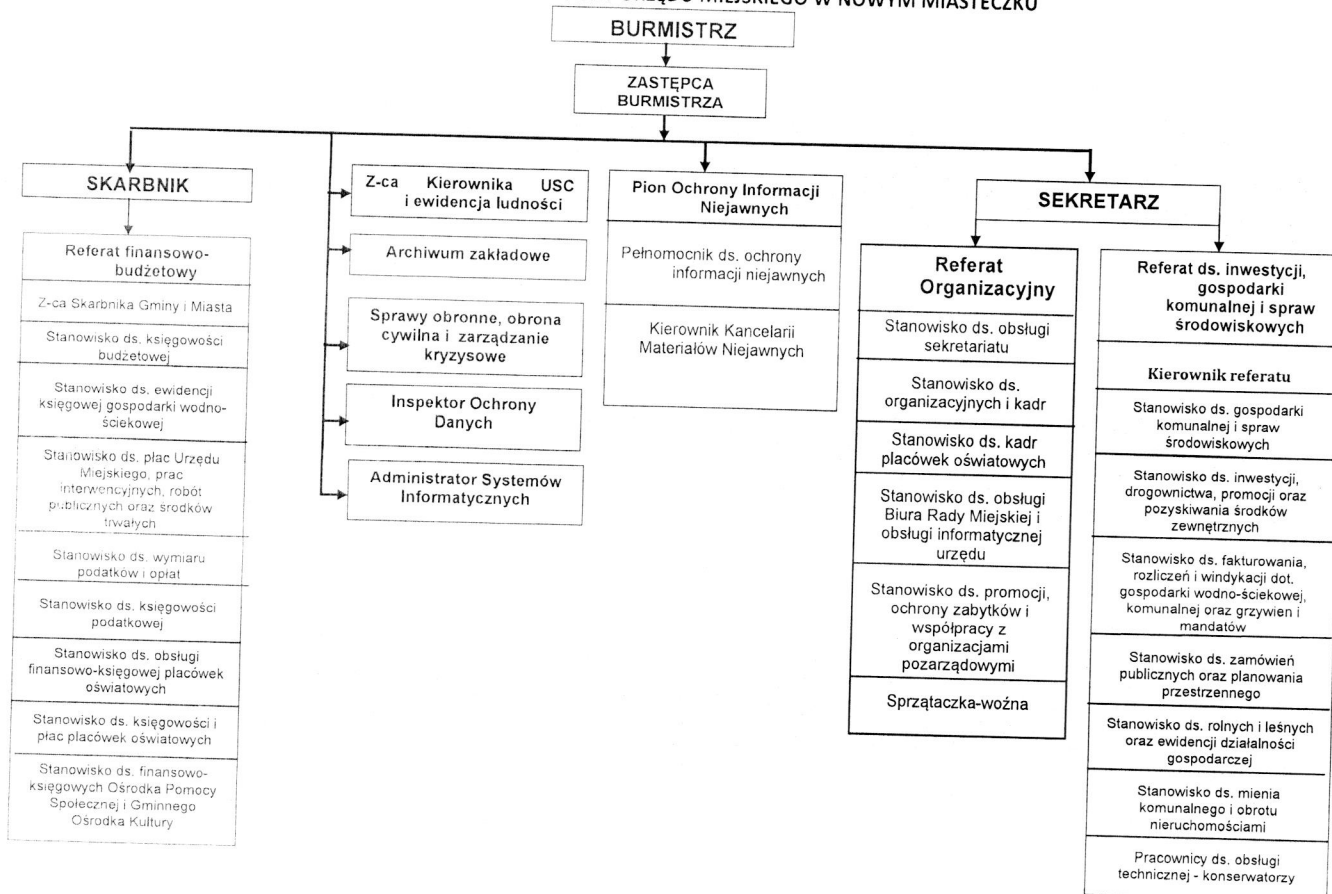 MIEJSKIEGO W NOWYM MIASTECZKU
BURMISTRZ
ZASTĘPCA
BURMISTRZA
SKARBNIK
Referat finansowo-
budżetowy
Z-ca Skarbnika Gminy i Miasta
Stanowisko ds. księgowości
budżetowej
Stanowisko ds. ewidencji
księgowej gospodarki wodno-
ściekowej
Stanowisko ds. płac Urzędu
Miejskiego, prac
interwencyjnych, robót
publicznych oraz środków
trwałych
Stanowisko ds. wymiaru
podatków i opłat
Stanowisko ds. księgowości
podatkowej
Stanowisko ds. obsługi
finansowo-księgowej placówek
oświatowych
Stanowisko ds. księgowości i
płac placówek oświatowych
Stanowisko ds. finansowo-
księgowych Ośrodka Pomocy
Społecznej i Gminnego
Ośrodka Kultury
Z-ca Kierownika USC
i ewidencja ludności
Archiwum zakładowe
Sprawy obronne, obrona
cywilna i zarządzanie
kryzysowe
Inspektor Ochrony
Danych
Administrator Systemów
Informatycznych
Pion Ochrony Informacji
Niejawnych
Pełnomocnik ds. ochrony
informacji niejawnych
Kierownik Kancelarii
Materiałów Niejawnych
SEKRETARZ
Referat
Organizacyjny
Stanowisko ds. obsługi
sekretariatu
Stanowisko ds.
organizacyjnych i kadr
Stanowisko ds. kadr
placówek oświatowych
Stanowisko ds. obsługi
Biura Rady Miejskiej i
obsługi informatycznej
urzędu
Stanowisko ds. promocji,
ochrony zabytków i
współpracy z
organizacjami
pozarządowymi
Sprzątaczka-woźna
Referat ds. inwestycji,
gospodarki
komunalnej i spraw
środowiskowych
Kierownik referatu
Stanowisko ds. gospodarki
komunalnej i spraw
środowiskowych
Stanowisko ds. inwestycji,
drogownictwa, promocji oraz
pozyskiwania środków
zewnętrznych
Stanowisko ds. fakturowania,
rozliczeń i windykacji dot.
gospodarki wodno-ściekowej,
komunalnej oraz grzywien i
mandatów
Stanowisko ds. zamówień
publicznych oraz planowania
przestrzennego
Stanowisko ds. rolnych i leśnych
oraz ewidencji działalności
gospodarczej
Stanowisko ds. mienia
komunalnego i obrotu
nieruchomościami
Pracownicy ds. obsługi
technicznej - konserwatorzy